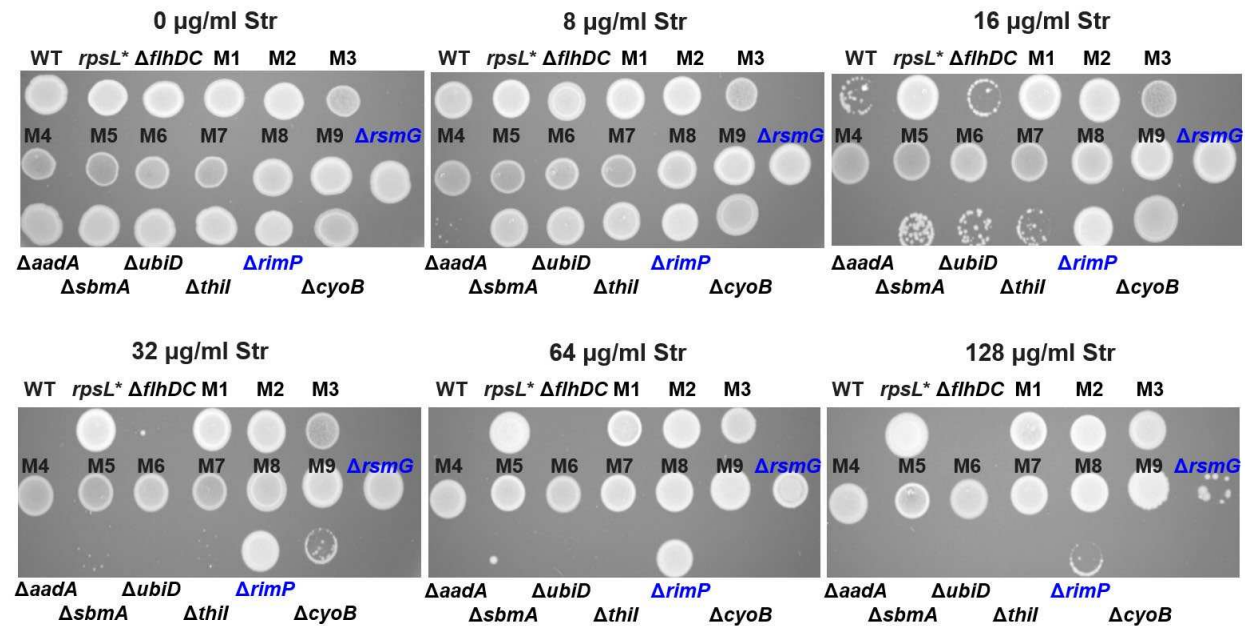 0 µg/ml Str 8 µg/ml Str 16 µg/ml Str
WT rpsL* ΔflhDC M1 M2 M3 WT rpsL* ΔflhDC M1 M2 M3 WT rpsL* ΔflhDC M1 M2 M3
M4 M5 M6 M7 M8 M9 ΔrsmG M4 M5 M6 M7 M8 M9 ΔrsmG M4 M5 M6 M7 M8 M9 ΔrsmG
ΔaadA ΔubiD ΔrimP ΔaadA ΔubiD ΔrimP ΔaadA ΔubiD ΔrimP
ΔsbmA ΔthiI ΔcyoB ΔsbmA ΔthiI ΔcyoB ΔsbmA ΔthiI ΔcyoB
32 µg/ml Str 64 µg/ml Str 128 µg/ml Str
WT rpsL* ΔflhDC M1 M2 M3 WT rpsL* ΔflhDC M1 M2 M3 WT rpsL* ΔflhDC M1 M2 M3
M4 M5 M6 M7 M8 M9 ΔrsmG M4 M5 M6 M7 M8 M9 ΔrsmG M4 M5 M6 M7 M8 M9 ΔrsmG
ΔaadA ΔubiD ΔrimP ΔaadA ΔubiD ΔrimP ΔaadA ΔubiD ΔrimP
ΔsbmA ΔthiI ΔcyoB ΔsbmA ΔthiI ΔcyoB ΔsbmA ΔthiI ΔcyoB